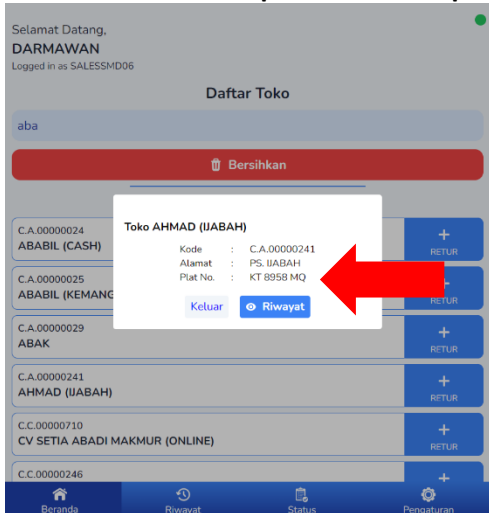 Selamat Datang,
DARMAWAN
Logged in as SALESSMD06
Daftar Toko
aba
Bersihkan
Toko AHMAD (IJABAH)
Kode : C.A.00000241
Alamat : PS. IJABAH
Plat No. : KT 8958 MQ
Keluar Riwayat
C.A.00000024
ABABIL (CASH)
+
RETUR
C.A.00000025
ABABIL (KEMANG
RETUR
C.A.00000029
ABAK
+
RETUR
C.A.00000241
AHMAD (IJABAH)
+
RETUR
C.C.00000710
CV SETIA ABADI MAKMUR (ONLINE)
+
RETUR
C.C.00000246
+
Beranda Riwayat Status Pengaturan